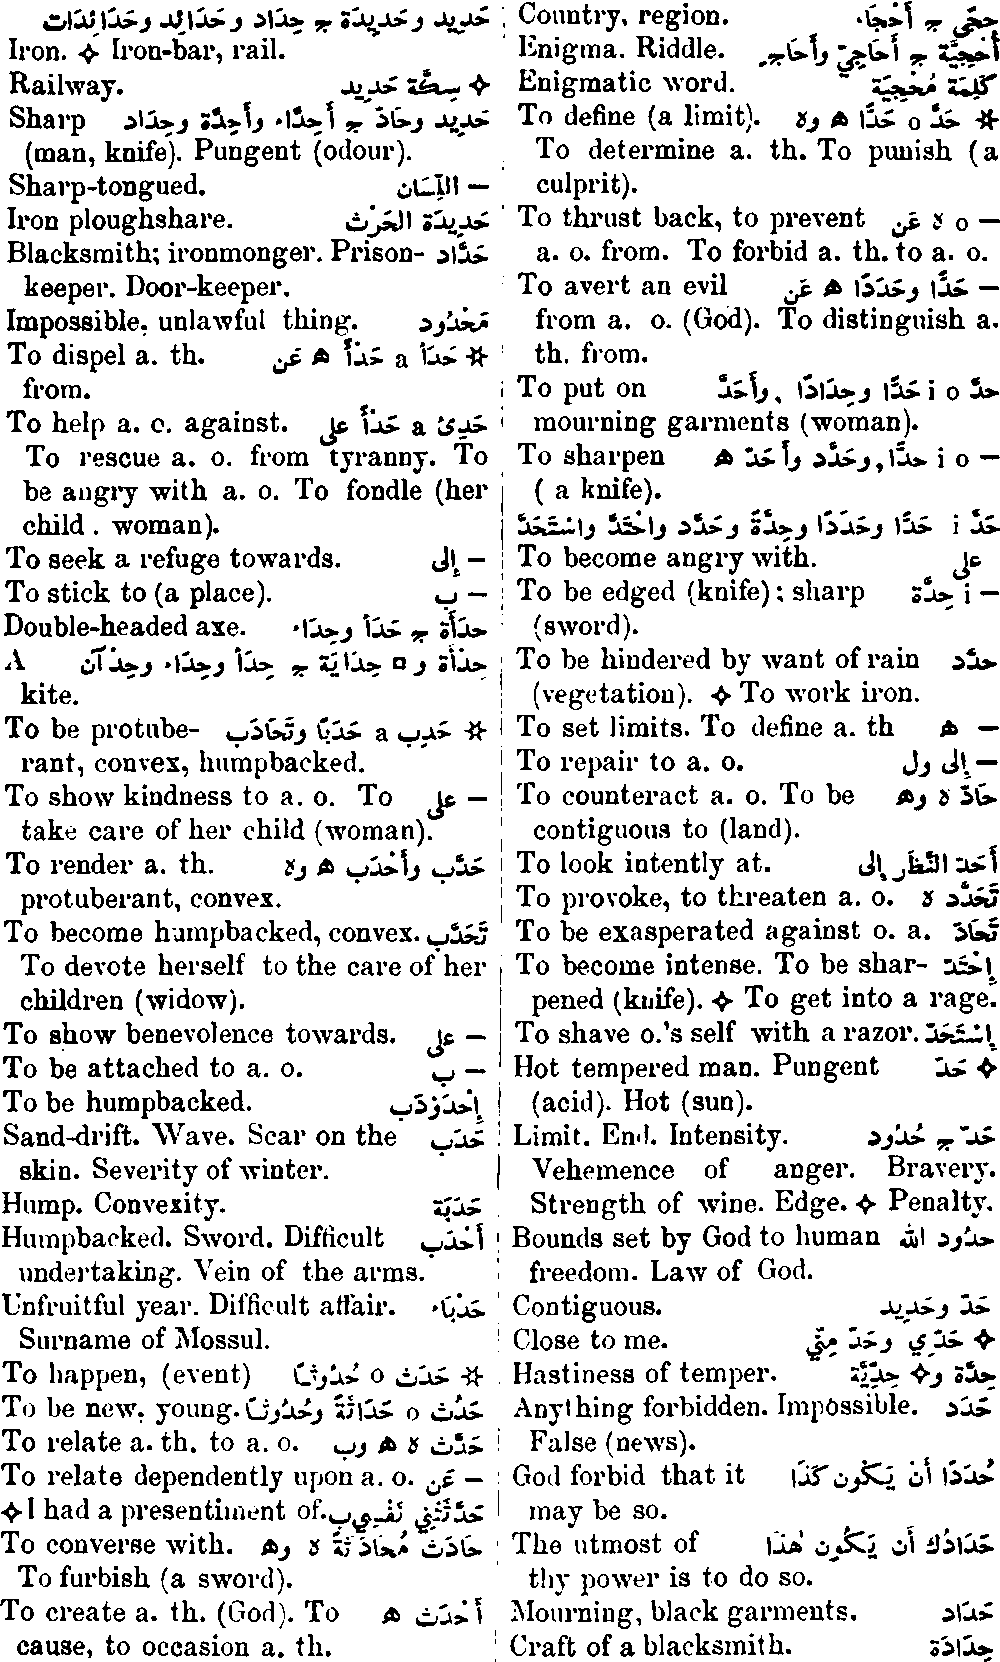 Country, region. حِجًى ج أَحْجَاء
Enigma. Riddle. أُحْجِيَّة ج أَحَاجِيّ وأَحَاجٍ
Enigmatic word. كَلِمَة مُحْجِيَة
To define (a limit). ✲ حَدَّ o حَدًّا ه وه
To determine a. th. To punish (a
culprit).
To thrust back, to prevent — o ه عَن
a. o. from. To forbid a. th. to a. o.
To avert an evil — حَدًّا وحَدَدًا ه عَن
from a. o. (God). To distinguish a.
th. from.
To put on حدَّ i o حَدًّا وحِدَادًا, وأَحَدَّ
mourning garments (woman).
To sharpen — i o حدًّا, وحَدَّد وأَحَدَّ ه
(a knife).
حَدَّ i حَدًّا وحَدَدًا وحِدَّةً وحَدَّد واحْتَدَّ واسْتَحَدَّ
To become angry with. على
To be edged (knife); sharp — i حِدَّة
(sword).
To be hindered by want of rain حدَّد
(vegetation). ✧ To work iron.
To set limits. To define a. th — ه
To repair to a. o. — إلى ول
To counteract a. o. To be حَادَّ ه وه
contiguous to (land).
To look intently at. أَحَدَّ النَّظَر إلى
To provoke, to threaten a. o. تَحَدَّد ه
To be exasperated against o. a. تَحَادَّ
To become intense. To be shar- إِحْتَدَّ
pened (knife). ✧ To get into a rage.
To shave o.'s self with a razor. إِسْتَحَدَّ
Hot tempered man. Pungent ✧ حَدّ
(acid). Hot (sun).
Limit. End. Intensity. حَدّ ج حُدُود
Vehemence of anger. Bravery.
Strength of wine. Edge. ✧ Penalty.
Bounds set by God to human حدُود الله
freedom. Law of God.
Contiguous. حَدّ وحَدِيد
Close to me. ✧ حَدِّي وحَدّ مِنِّي
Hastiness of temper. حِدَّة و✧ حِدِّيَّة
Anything forbidden. Impossible. حَدَد
False (news).
God forbid that it حُدَدًا أَن يَكُون كَذَا
may be so.
The utmost of حَدَادُك أَن يَكُون هٰذا
thy power is to do so.
Mourning, black garments. حِدَاد
Craft of a blacksmith. حِدَادَة
حَدِيد وحَدِيدَة ج حِدَاد وحَدَائِد وحَدَائِدَات
Iron. ✧ Iron-bar, rail.
Railway. ✧ سِكَّة حَدِيد
Sharp حَدِيد وحَادّ ج أَحِدَّاء وأَحِدَّة وحِدَاد
(man, knife). Pungent (odour).
Sharp-tongued. — اللِّسَان
Iron ploughshare. حَدِيدَة الحَرْث
Blacksmith; ironmonger. Prison- حَدَّاد
keeper. Door-keeper.
Impossible, unlawful thing. مَحْدُود
To dispel a. th. ✲ حَدَأ a حَدْأً ه عَن
from.
To help a. o. against. حَدِئَ a حَدَأً على
To rescue a. o. from tyranny. To
be angry with a. o. To fondle (her
child. woman).
To seek a refuge towards. — إلى
To stick to (a place). — ب
Double-headed axe. حدَأَة ج حَدَأ وحِدَاء
A حِدَأَة و□ حِدَايَة ج حِدَأ وحِدَاء وحِدْآن
kite.
To be protube- ✲ حَدِب a حَدَبًا وتَحَادَب
rant, convex, humpbacked.
To show kindness to a. o. To — على
take care of her child (woman).
To render a. th. حَدَّب وأَحْدَب ه وه
protuberant, convex.
To become humpbacked, convex. تَحَدَّب
To devote herself to the care of her
children (widow).
To show benevolence towards. — على
To be attached to a. o. — ب
To be humpbacked. إِحْدَوْدَب
Sand-drift. Wave. Scar on the حَدَب
skin. Severity of winter.
Hump. Convexity. حَدَبَة
Humpbacked. Sword. Difficult أَحْدَب
undertaking. Vein of the arms.
Unfruitful year. Difficult affair. حَدْبَاء
Surname of Mossul.
To happen, (event) ✲ حَدَث o حُدُوثًا
To be new, young. حَدُث o حَدَاثَةً وحُدُوثًا
To relate a. th. to a. o. حَدَّث ه ه وب
To relate dependently upon a. o. — عَن
✧ I had a presentiment of. حَدَّثَتْنِي نَفْسِي ب
To converse with. حَادَث مُحَادَثَةً ه وه
To furbish (a sword).
To create a. th. (God). To أَحْدَث ه
cause, to occasion a. th.